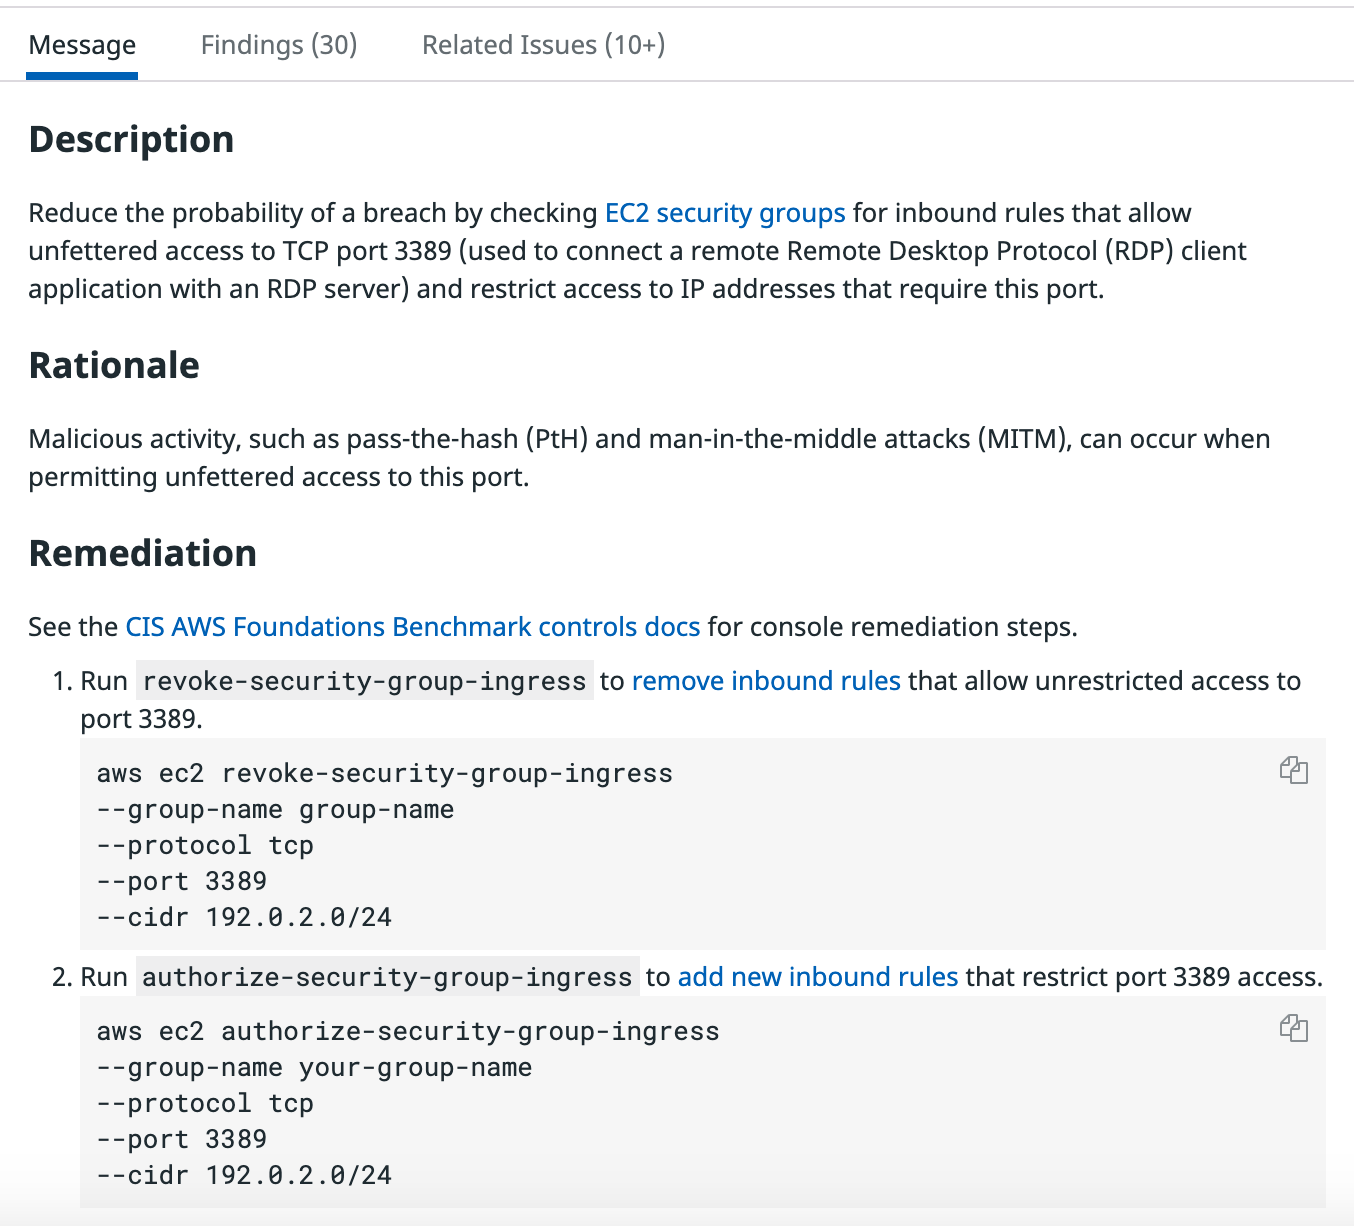 Message Findings (30) Related Issues (10+)
Description
Reduce the probability of a breach by checking EC2 security groups for inbound rules that allow
unfettered access to TCP port 3389 (used to connect a remote Remote Desktop Protocol (RDP) client
application with an RDP server) and restrict access to IP addresses that require this port.
Rationale
Malicious activity, such as pass-the-hash (PtH) and man-in-the-middle attacks (MITM), can occur when
permitting unfettered access to this port.
Remediation
See the CIS AWS Foundations Benchmark controls docs for console remediation steps.
1. Run revoke-security-group-ingress to remove inbound rules that allow unrestricted access to
port 3389.
aws ec2 revoke-security-group-ingress
--group-name group-name
--protocol tcp
--port 3389
--cidr 192.0.2.0/24
2. Run authorize-security-group-ingress to add new inbound rules that restrict port 3389 access.
aws ec2 authorize-security-group-ingress
--group-name your-group-name
--protocol tcp
--port 3389
--cidr 192.0.2.0/24